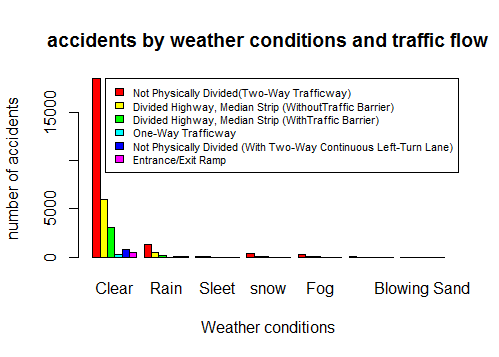 accidents by weather conditions and traffic flow
number of accidents
15000
5000
0
Not Physically Divided(Two-Way Trafficway)
Divided Highway, Median Strip (WithoutTraffic Barrier)
Divided Highway, Median Strip (WithTraffic Barrier)
One-Way Trafficway
Not Physically Divided (With Two-Way Continuous Left-Turn Lane)
Entrance/Exit Ramp
Clear Rain Sleet snow Fog Blowing Sand
Weather conditions